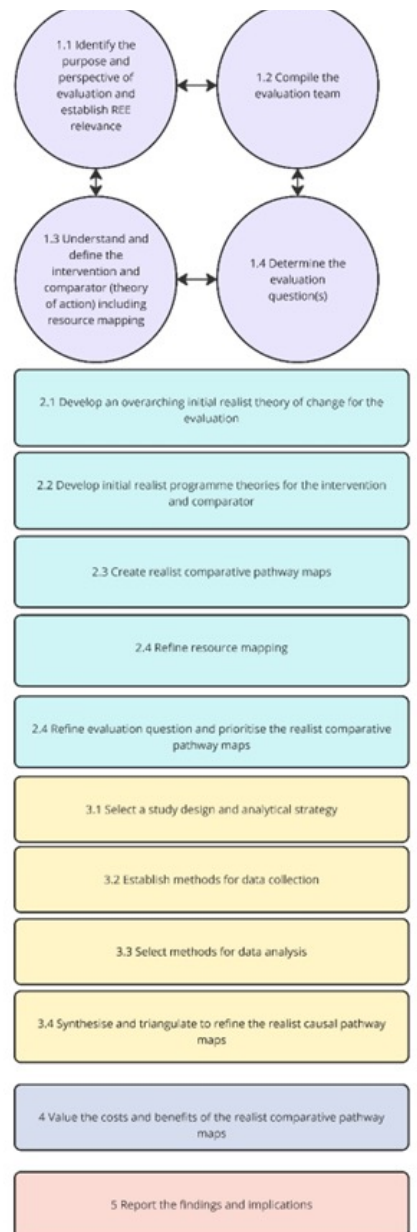 1.1 Identify the
purpose and
perspective of
evaluation and
establish REE
relevance
1.2 Compile the
evaluation team
1.3 Understand and
define the
intervention and
comparator (theory
of action) including
resource mapping
1.4 Determine the
evaluation
question(s)
2.1 Develop an overarching initial realist theory of change for the
evaluation
2.2 Develop initial realist programme theories for the intervention
and comparator
2.3 Create realist comparative pathway maps
2.4 Refine resource mapping
2.4 Refine evaluation question and prioritise the realist comparative
pathway maps
3.1 Select a study design and analytical strategy
3.2 Establish methods for data collection
3.3 Select methods for data analysis
3.4 Synthesise and triangulate to refine the realist causal pathway
maps
4 Value the costs and benefits of the realist comparative pathway
maps
5 Report the findings and implications